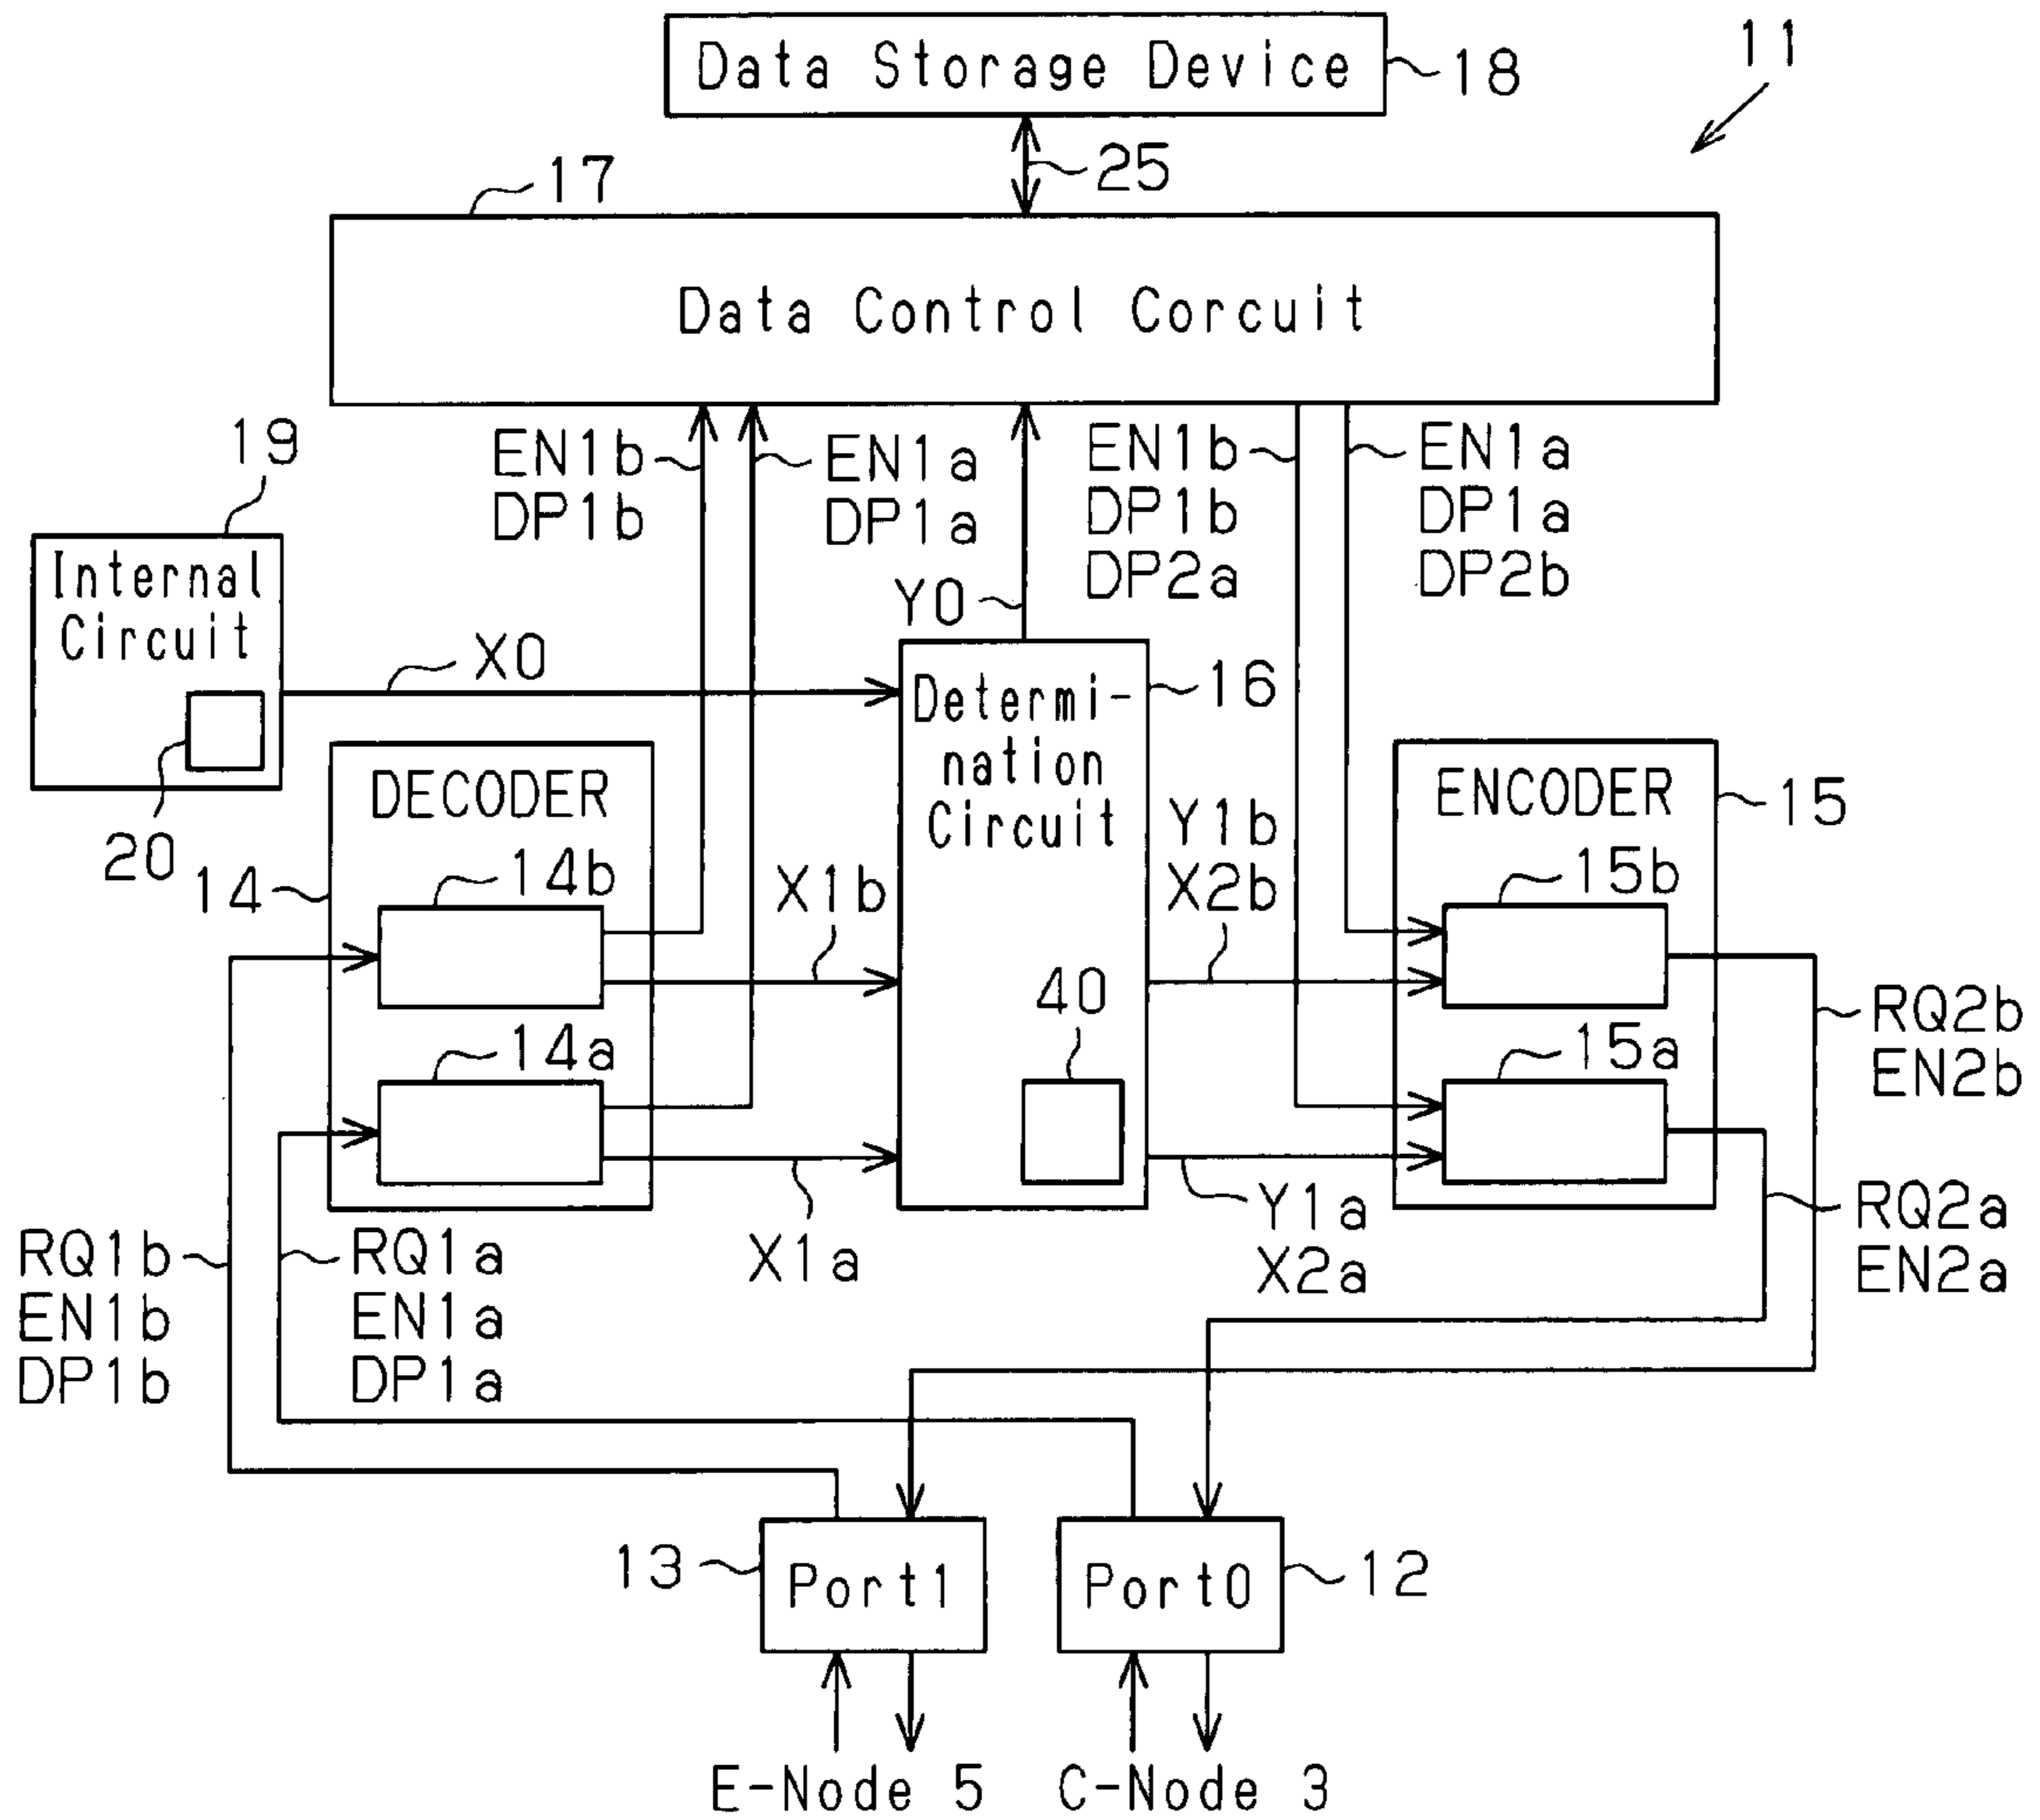 Data Storage Device
18
11
25
17
Data Control Corcuit
19
EN1b
DP1b
EN1a
DP1a
EN1b
DP1b
DP2a
EN1a
DP1a
DP2b
Internal
Circuit
Y0
X0
16
Determi-
nation
Circuit
20
DECODER
ENCODER
15
14
14b
X1b
Y1b
X2b
15b
40
14a
15a
RQ2b
EN2b
X1a
Y1a
X2a
RQ2a
EN2a
RQ1b
EN1b
DP1b
RQ1a
EN1a
DP1a
13
Port1
Port0
12
E-Node 5
C-Node 3